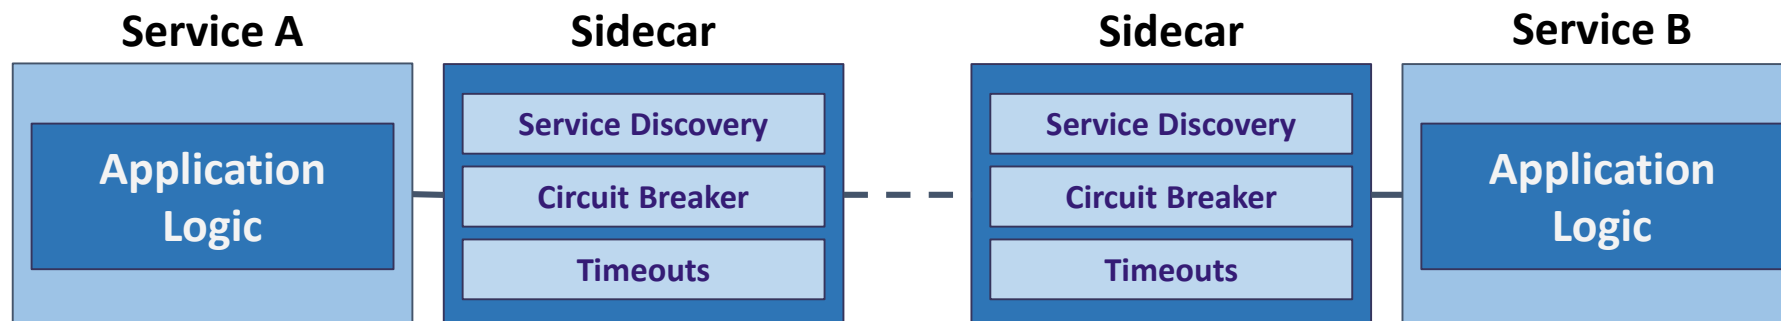 Service A
Sidecar
Sidecar
Service B
Application
Logic
Service Discovery
Circuit Breaker
Timeouts
Service Discovery
Circuit Breaker
Timeouts
Application
Logic